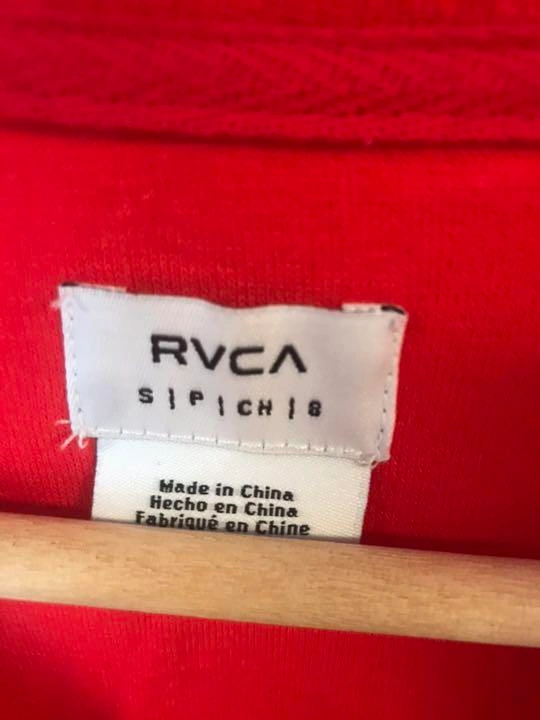 RVCA
S | P | CH | 8
Made in China
Hecho en China
Fabriqué en Chine